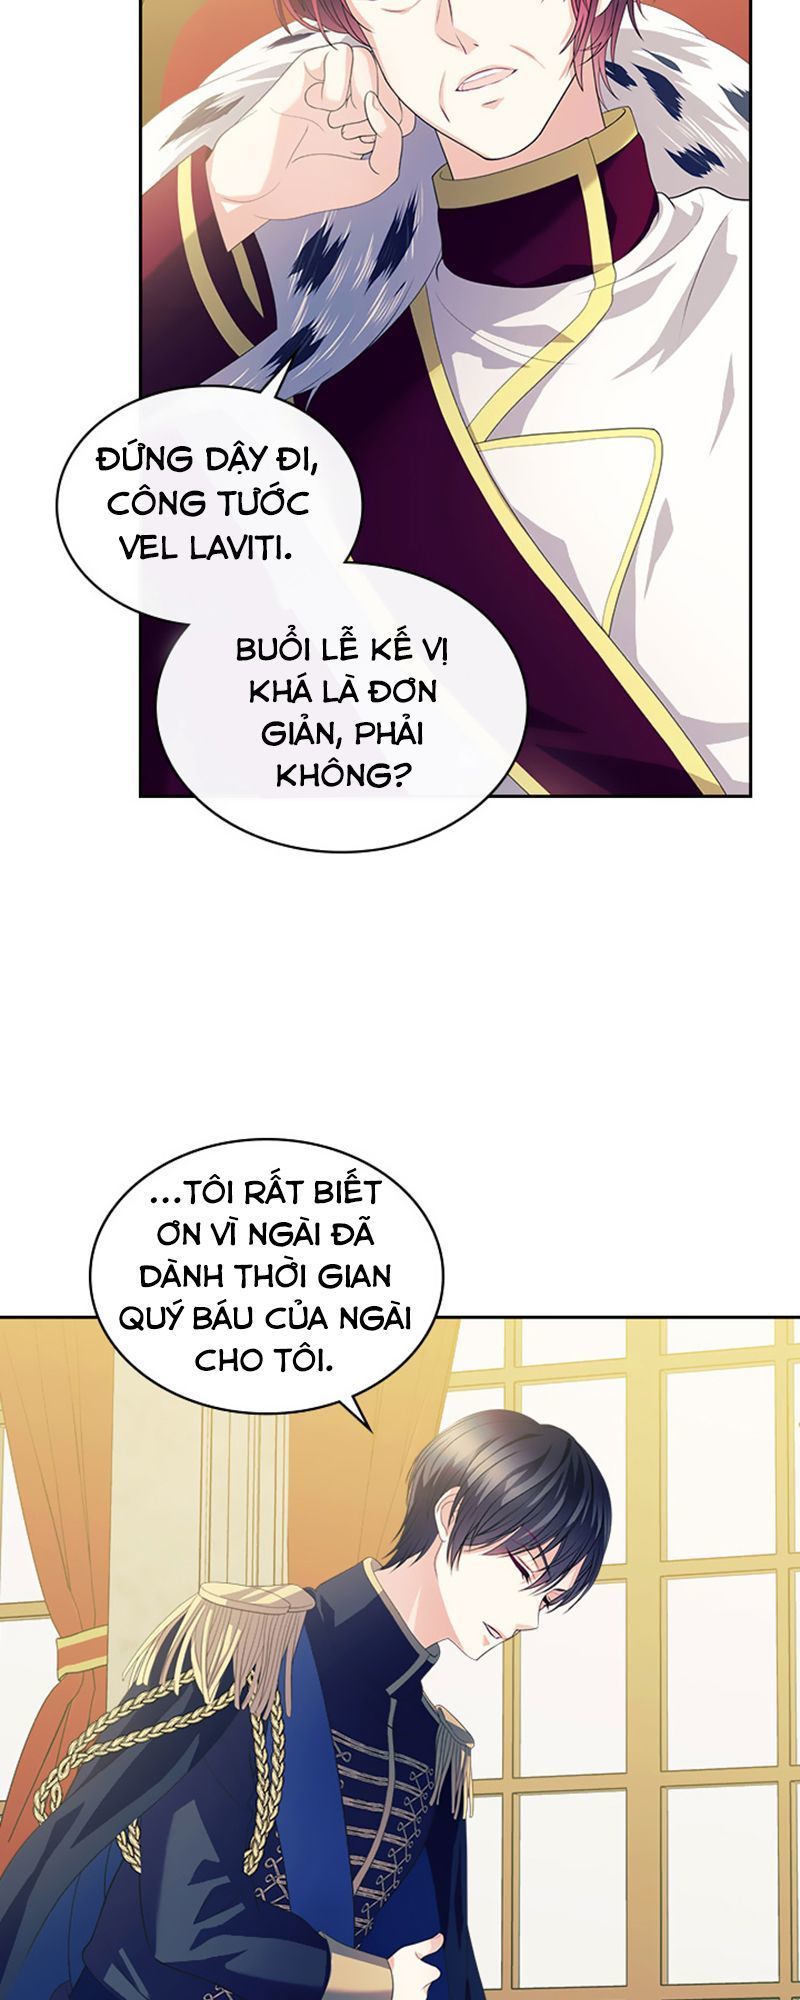 ĐỨNG DẬY ĐI,
CÔNG TƯỚC
VEL LAVITI.
BUỔI LỄ KẾ VỊ
KHÁ LÀ ĐƠN
GIẢN, PHẢI
KHÔNG?
...TÔI RẤT BIẾT
ƠN VÌ NGÀI ĐÃ
DÀNH THỜI GIAN
QUÝ BÁU CỦA NGÀI
CHO TÔI.